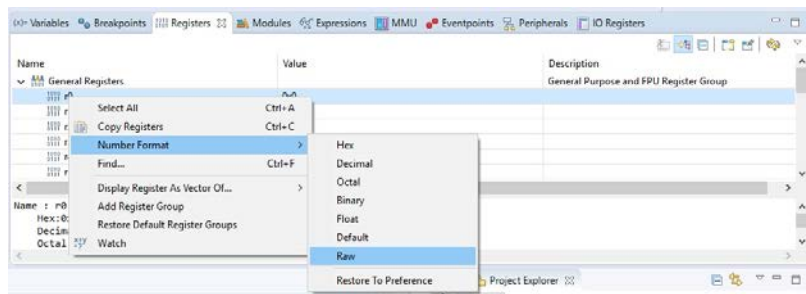 (x)= Variables Breakpoints Registers Modules Expressions MMU Eventpoints Peripherals IO Registers
Name Value Description
General Registers General Purpose and FPU Register Group
r0 0x0
Select All Ctrl+A
Copy Registers Ctrl+C
Number Format >
Find... Ctrl+F
Display Register As Vector Of... >
Add Register Group
Restore Default Register Groups
Watch
Hex
Decimal
Octal
Binary
Float
Default
Raw
Restore To Preference
Name : r0
Hex:0
Decim
Octal
Project Explorer